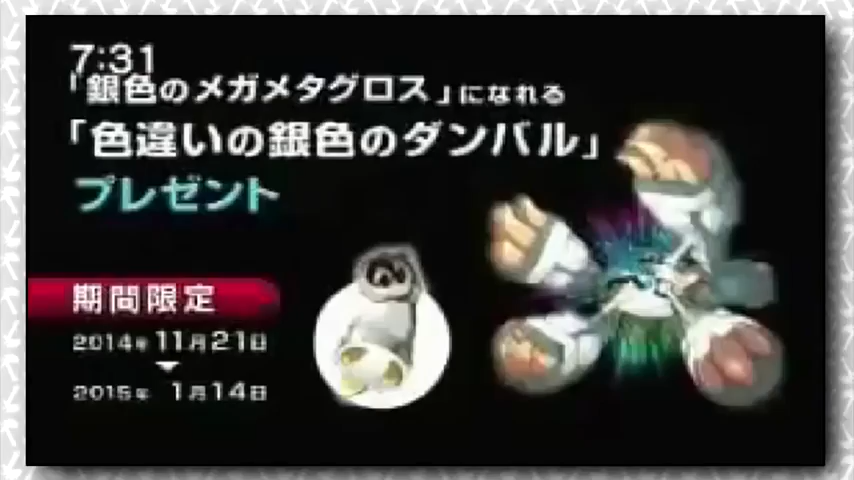 7:31
「銀色のメガメタグロス」になれる
「色違いの銀色のダンバル」
プレゼント
期間限定
2014年 11月21日
2015年 1月14日